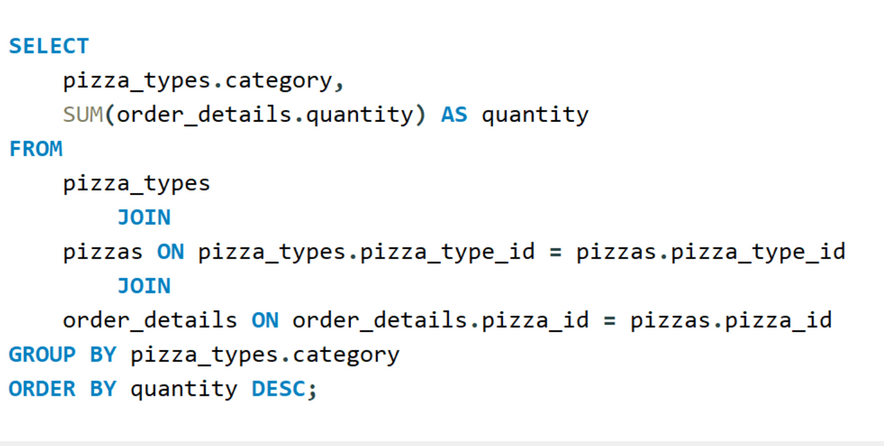 SELECT
    pizza_types.category,
    SUM(order_details.quantity) AS quantity
FROM
    pizza_types
        JOIN
    pizzas ON pizza_types.pizza_type_id = pizzas.pizza_type_id
        JOIN
    order_details ON order_details.pizza_id = pizzas.pizza_id
GROUP BY pizza_types.category
ORDER BY quantity DESC;